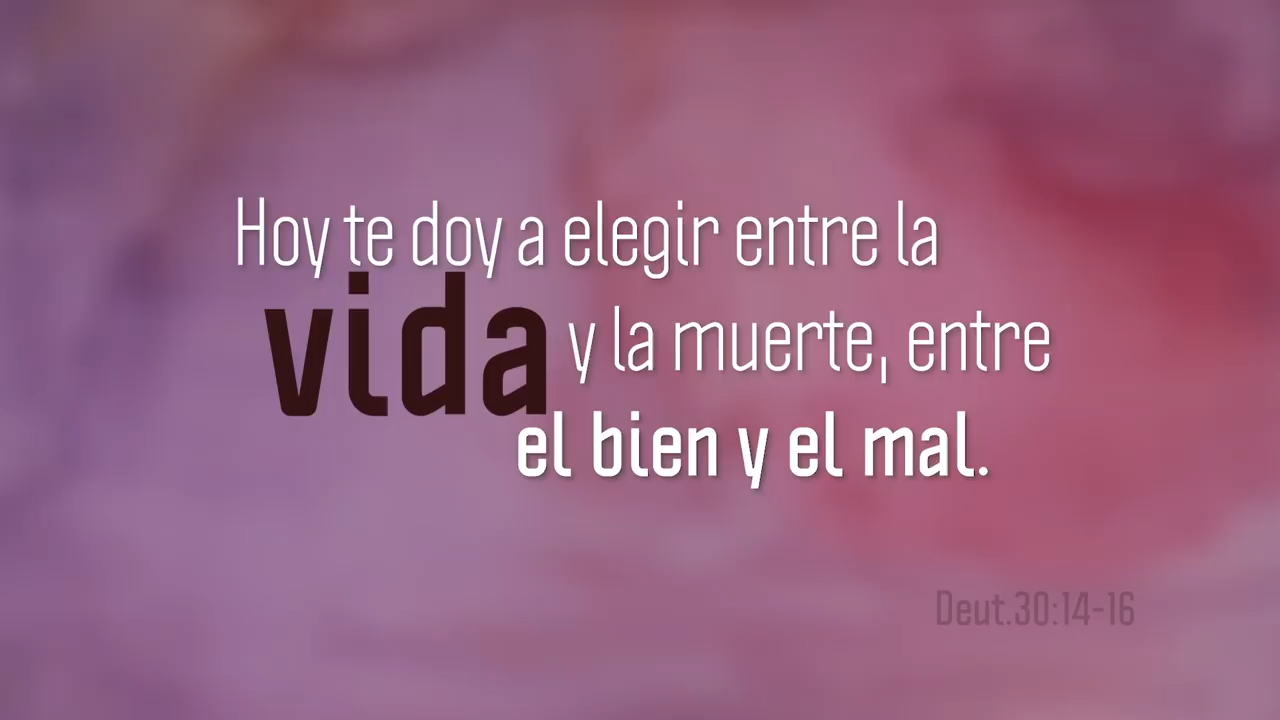 Hoy te doy a elegir entre la
vida y la muerte, entre
el bien y el mal.
Deut.30:14-16